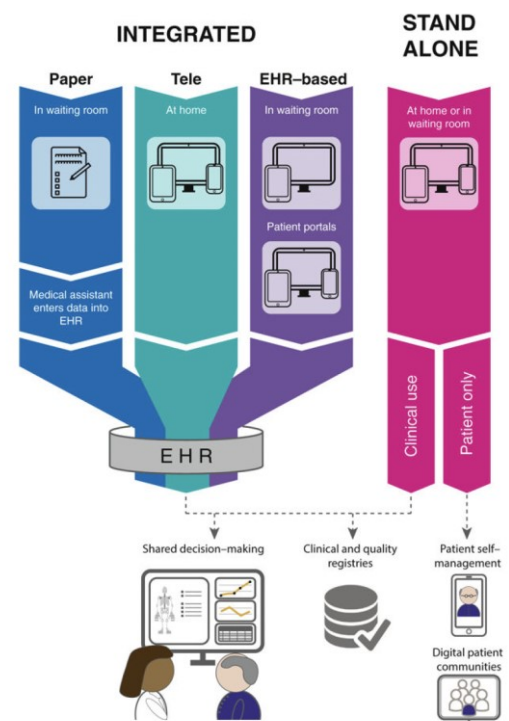 INTEGRATED
STAND
ALONE
Paper
Tele
EHR–based
In waiting room
At home
In waiting room
At home or in
waiting room
Patient portals
Medical assistant
enters data into
EHR
Clinical use
Patient only
EHR
Shared decision–making
Clinical and quality
registries
Patient self–
management
Digital patient
communities